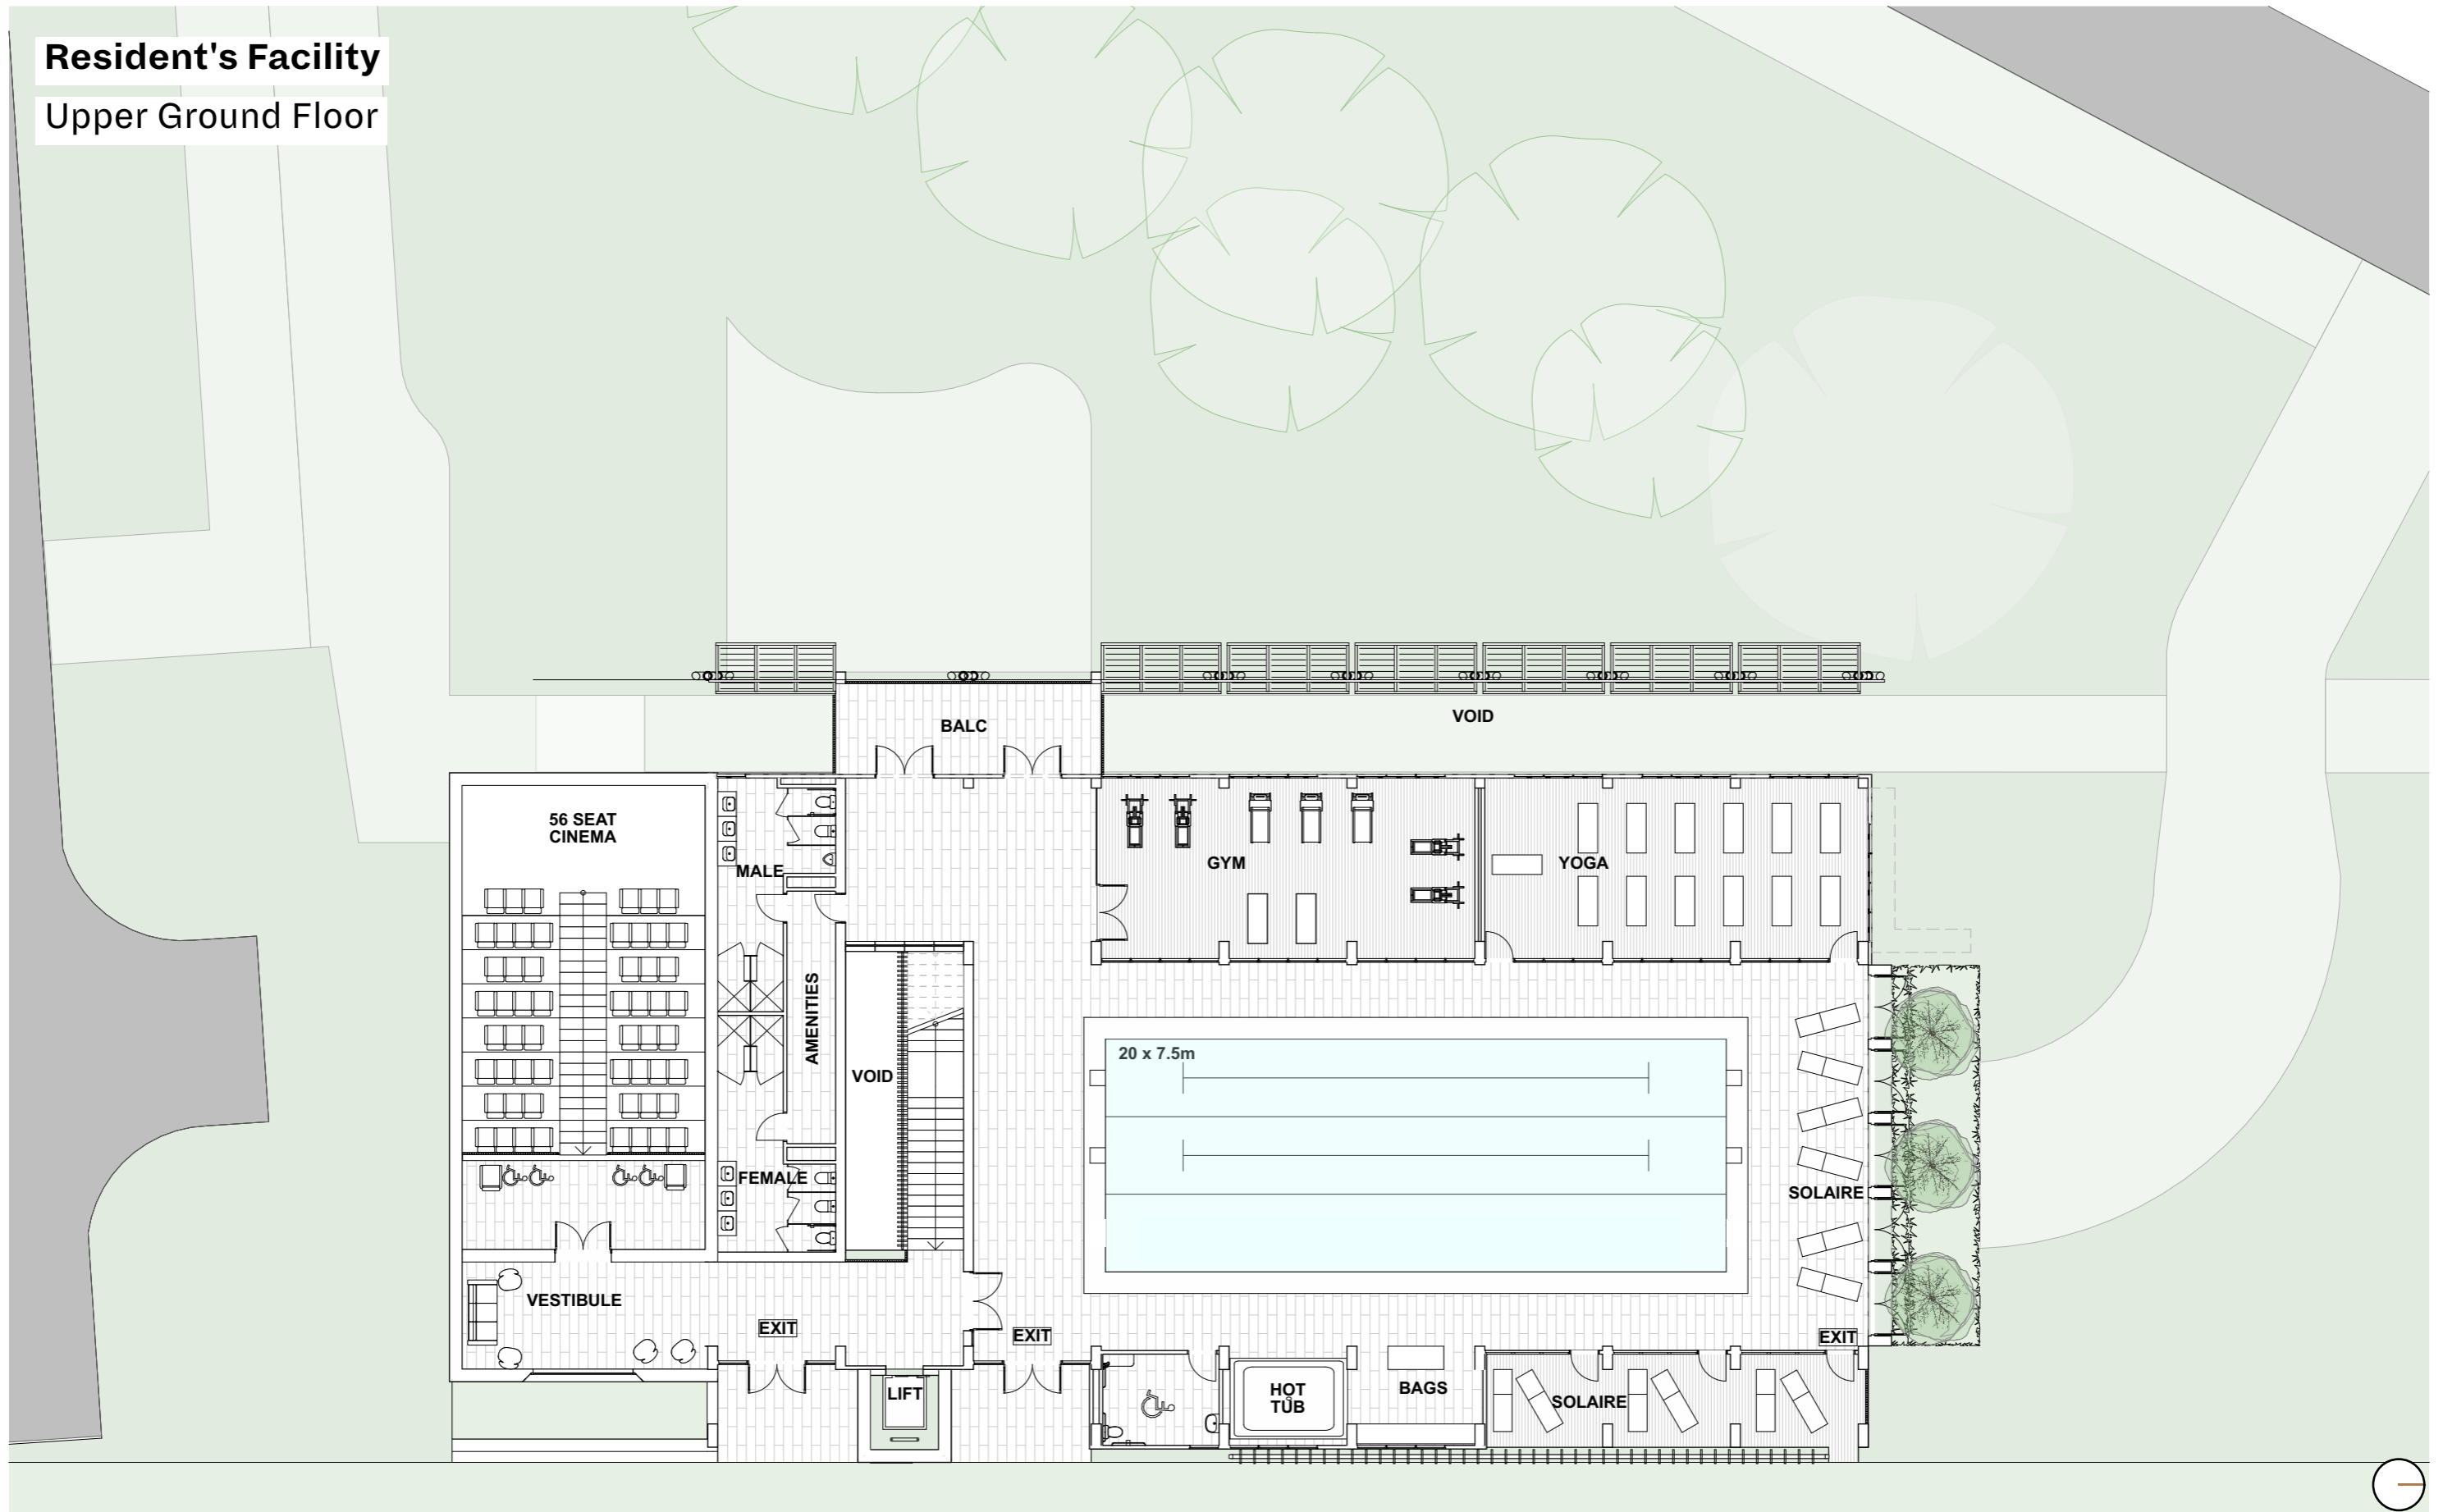 Resident's Facility
Upper Ground Floor
BALC
VOID
56 SEAT
CINEMA
MALE
GYM
YOGA
AMENITIES
VOID
20 x 7.5m
FEMALE
SOLAIRE
VESTIBULE
EXIT
EXIT
EXIT
LIFT
HOT
TUB
BAGS
SOLAIRE